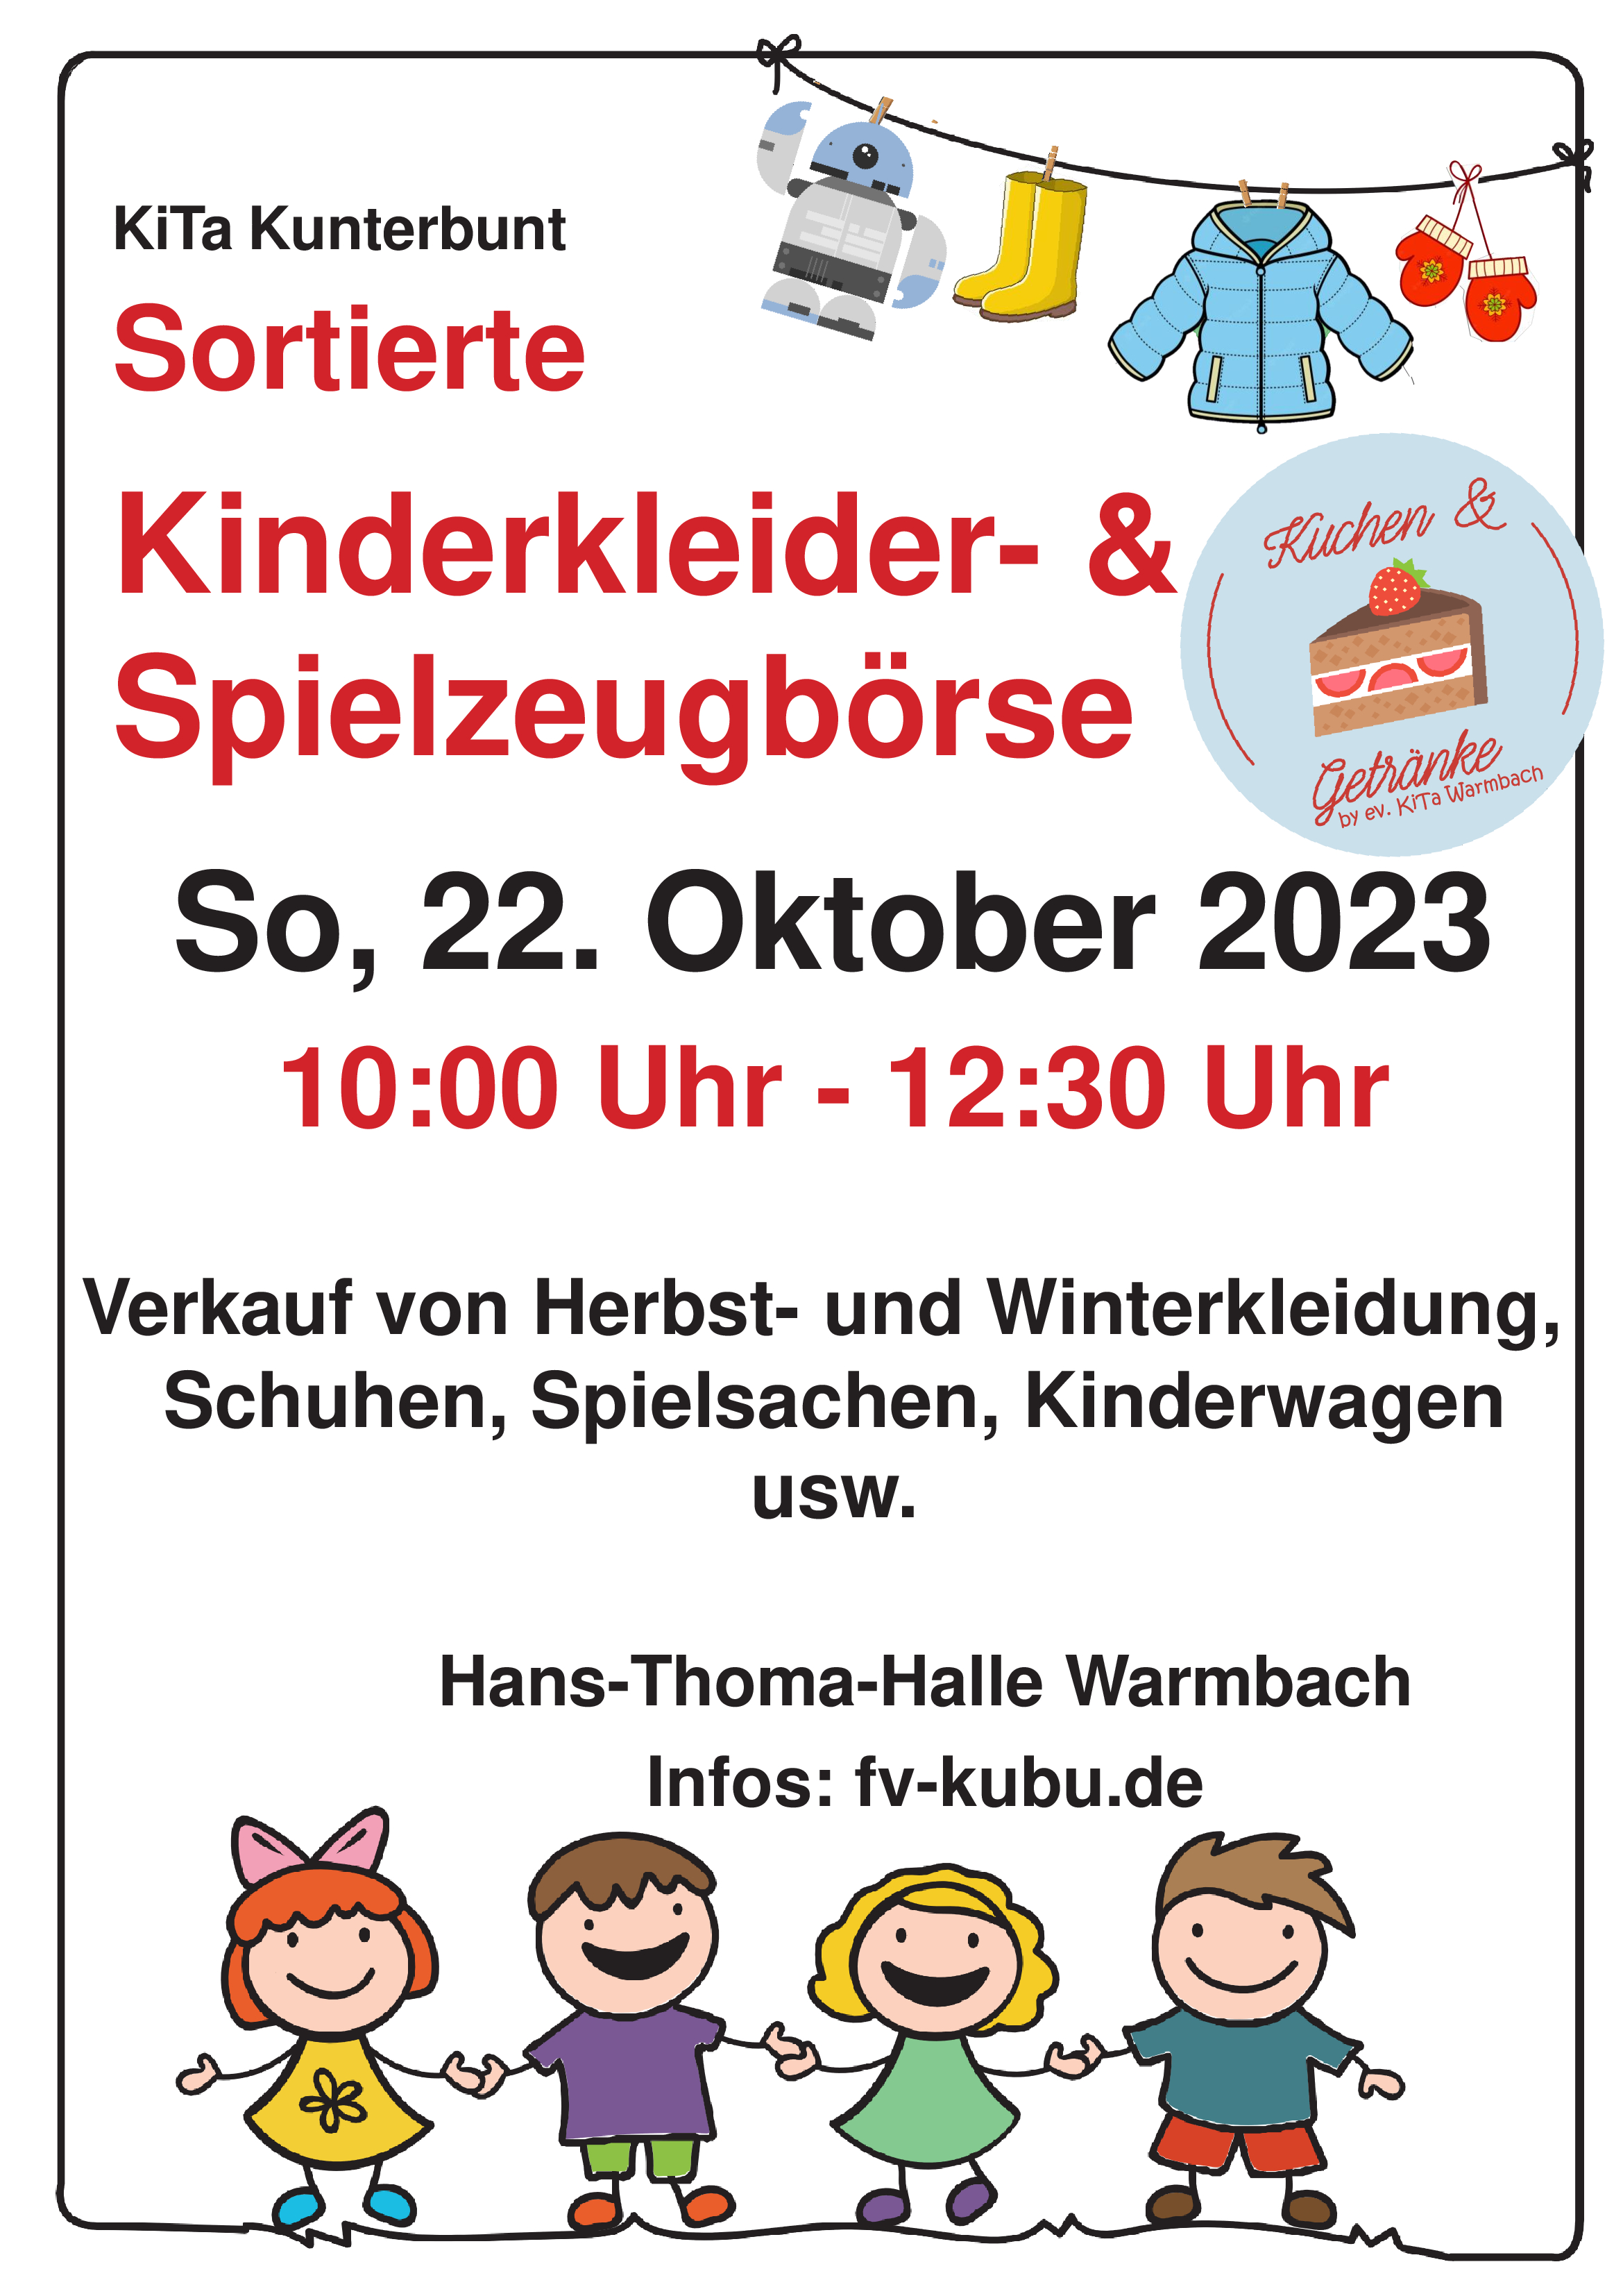 KiTa Kunterbunt
Sortierte
Kinderkleider- &
Spielzeugbörse
Kuchen &
Getränke
by ev. KiTa Warmbach
So, 22. Oktober 2023
10:00 Uhr - 12:30 Uhr
Verkauf von Herbst- und Winterkleidung,
Schuhen, Spielsachen, Kinderwagen
usw.
Hans-Thoma-Halle Warmbach
Infos: fv-kubu.de